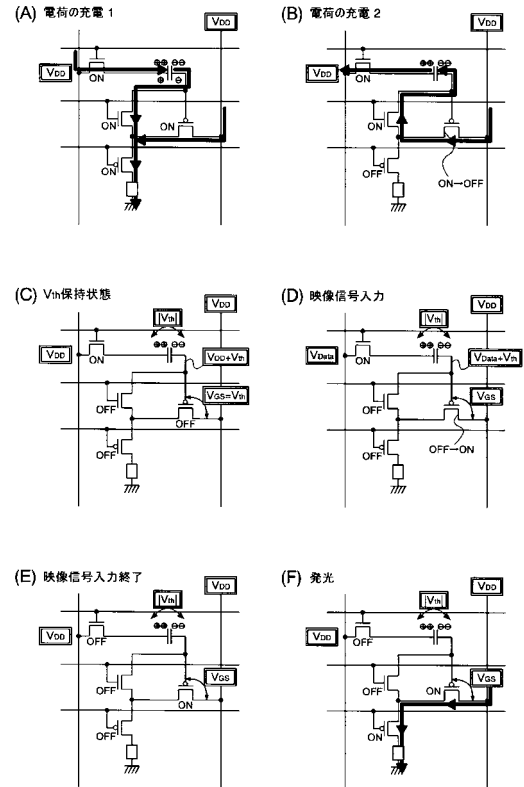 (A) 電荷の充電 1
VDD
VDD
ON
ON
ON
ON
(B) 電荷の充電 2
VDD
VDD
ON
ON
OFF
ON→OFF
(C) Vth保持状態
VDD
|Vth|
VDD
ON
VDD+Vth
VGS=Vth
OFF
OFF
OFF
(D) 映像信号入力
VDD
|Vth|
VData
ON
VData+Vth
VGS
OFF
OFF
OFF→ON
(E) 映像信号入力終了
VDD
|Vth|
VDD
OFF
VGS
OFF
ON
OFF
(F) 発光
VDD
|Vth|
VDD
OFF
VGS
OFF
ON
ON